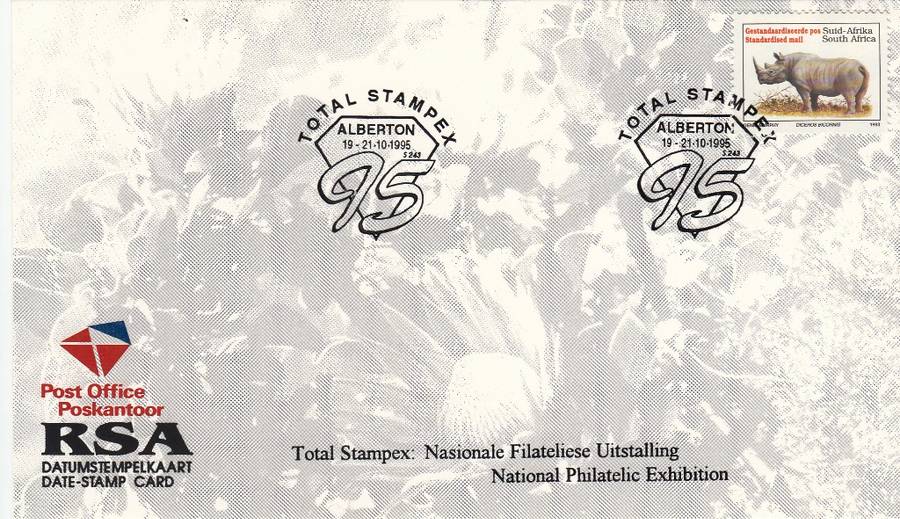 Gestandaardiseerde pos Suid-Afrika
Standardised mail South Africa
DICEROS BICORNIS 1993
TOTAL STAMPEX
ALBERTON
19 - 21·10·1995
S 243
95
TOTAL STAMPEX
ALBERTON
19 - 21·10·1995
S 243
95
Post Office
Poskantoor
RSA
DATUMSTEMPELKAART
DATE-STAMP CARD
Total Stampex: Nasionale Filateliese Uitstalling
National Philatelic Exhibition